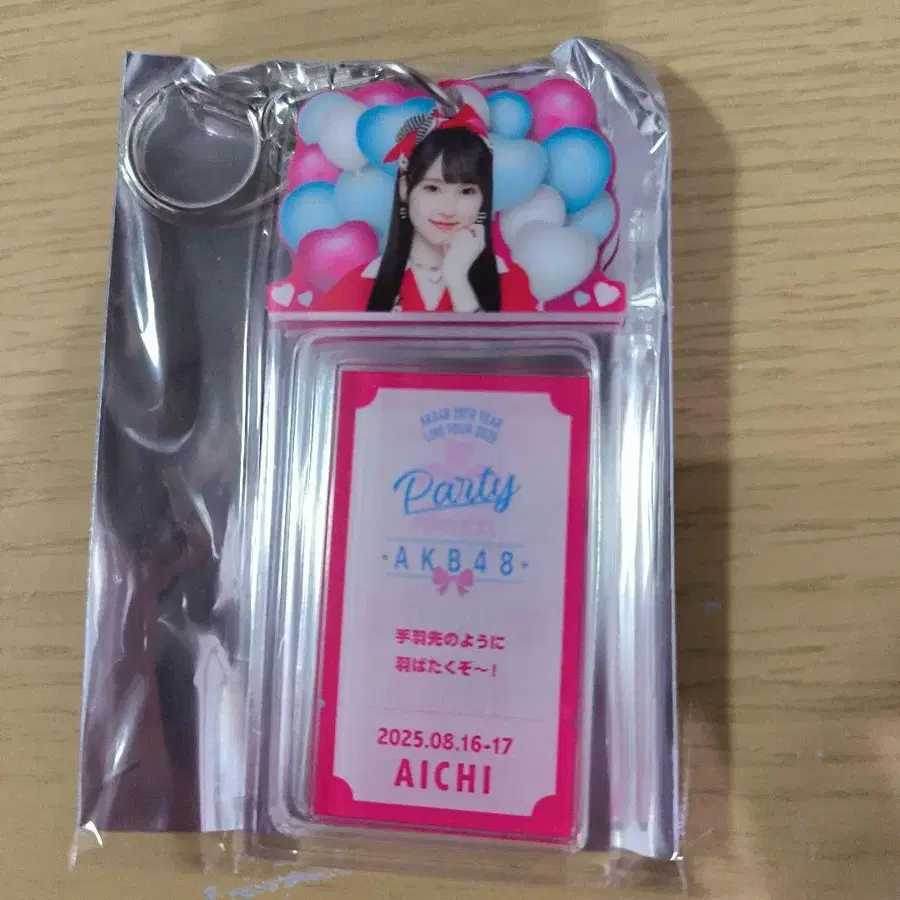 AKB48 20TH YEAR
LIVE TOUR 2025
Party
・AKB48・
手羽先のように
羽ばたくぞ～！
2025.08.16-17
AICHI